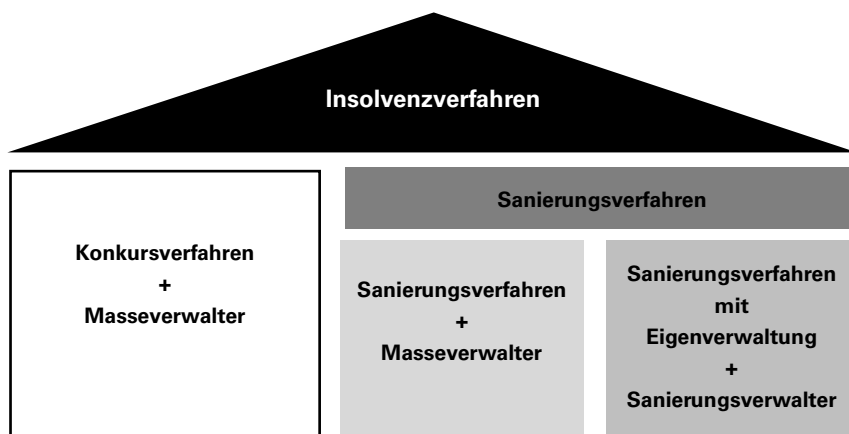 Insolvenzverfahren
Konkursverfahren
+
Masseverwalter
Sanierungsverfahren
Sanierungsverfahren
+
Masseverwalter
Sanierungsverfahren
mit
Eigenverwaltung
+
Sanierungsverwalter